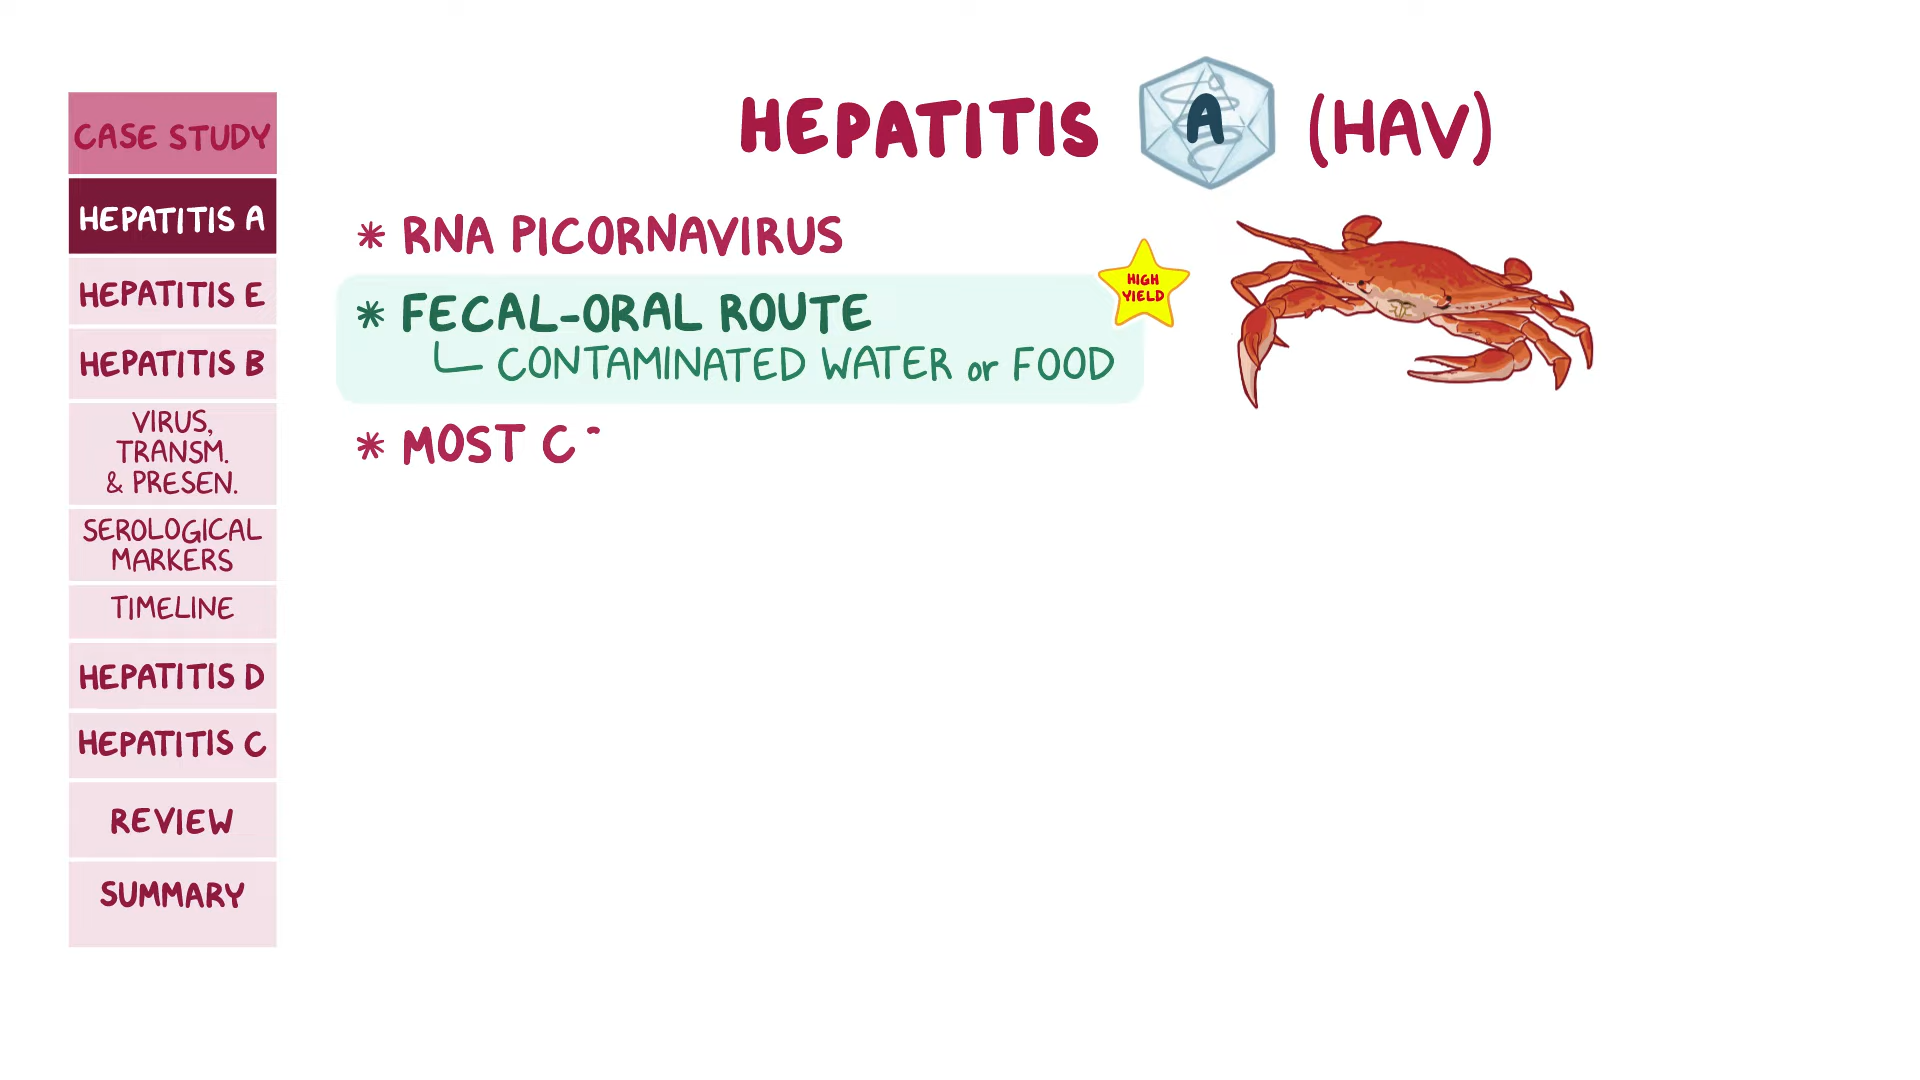 HEPATITIS A (HAV)
CASE STUDY
HEPATITIS A
HEPATITIS E
HEPATITIS B
VIRUS,
TRANSM.
& PRESEN.
SEROLOGICAL
MARKERS
TIMELINE
HEPATITIS D
HEPATITIS C
REVIEW
SUMMARY
* RNA PICORNAVIRUS
* FECAL-ORAL ROUTE
CONTAMINATED WATER or FOOD
HIGH
YIELD
* MOST C